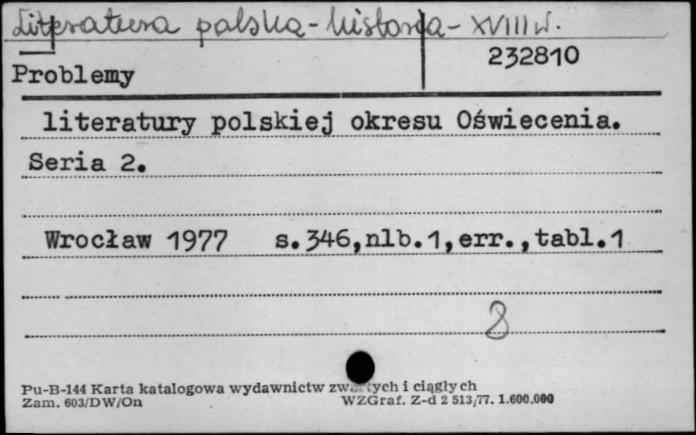 Literatura polska - historia - XVIII w.
232810
Problemy
literatury polskiej okresu Oświecenia.
Seria 2.
Wrocław 1977 s.346,nlb.1,err.,tabl.1
8
Pu-B-144 Karta katalogowa wydawnictw zwartych i ciągłych
Zam. 603/DW/On WZGraf. Z-d 2 513/77. 1.600.000